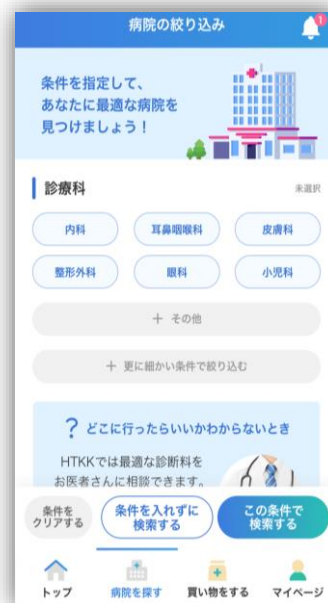 病院の絞り込み
1
条件を指定して、
あなたに最適な病院を
見つけましょう！
診療科
未選択
内科
耳鼻咽喉科
皮膚科
整形外科
眼科
小児科
＋ その他
＋ 更に細かい条件で絞り込む
? どこに行ったらいいかわからないとき
HTKKでは最適な診断料を
お医者さんに相談できます。
条件を
クリアする
条件を入れずに
検索する
この条件で
検索する
トップ
病院を探す
買い物をする
マイページ